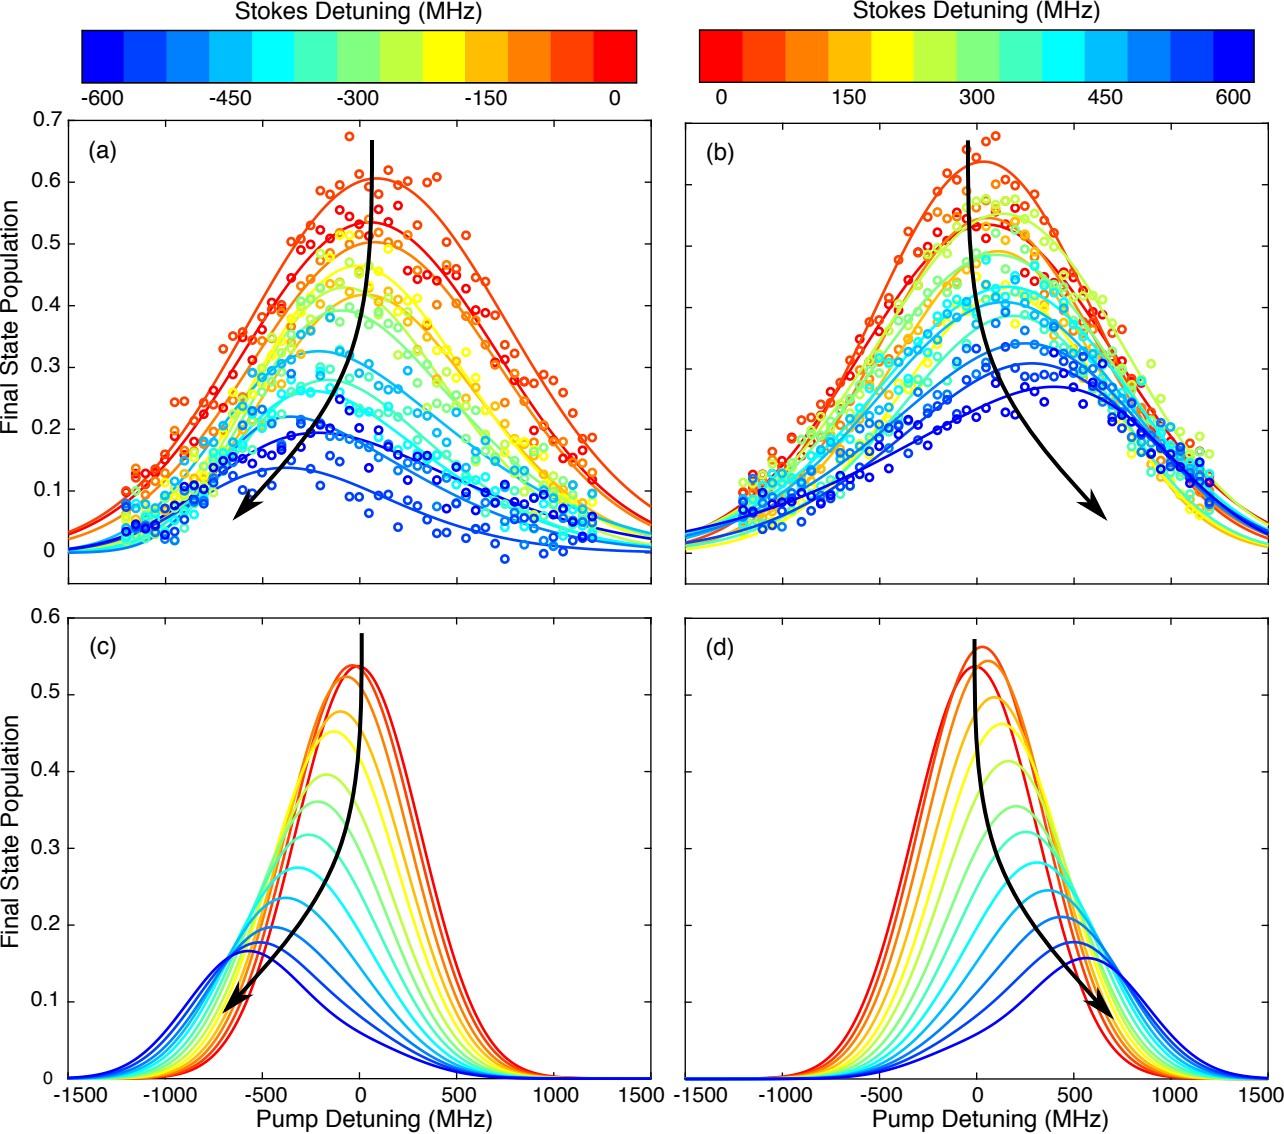 Stokes Detuning (MHz)
-600 -450 -300 -150 0
Stokes Detuning (MHz)
0 150 300 450 600
(a)
0.7
0.6
0.5
0.4
0.3
0.2
0.1
0
Final State Population
(b)
(c)
0.6
0.5
0.4
0.3
0.2
0.1
0
Final State Population
-1500 -1000 -500 0 500 1000 1500
Pump Detuning (MHz)
(d)
-1500 -1000 -500 0 500 1000 1500
Pump Detuning (MHz)